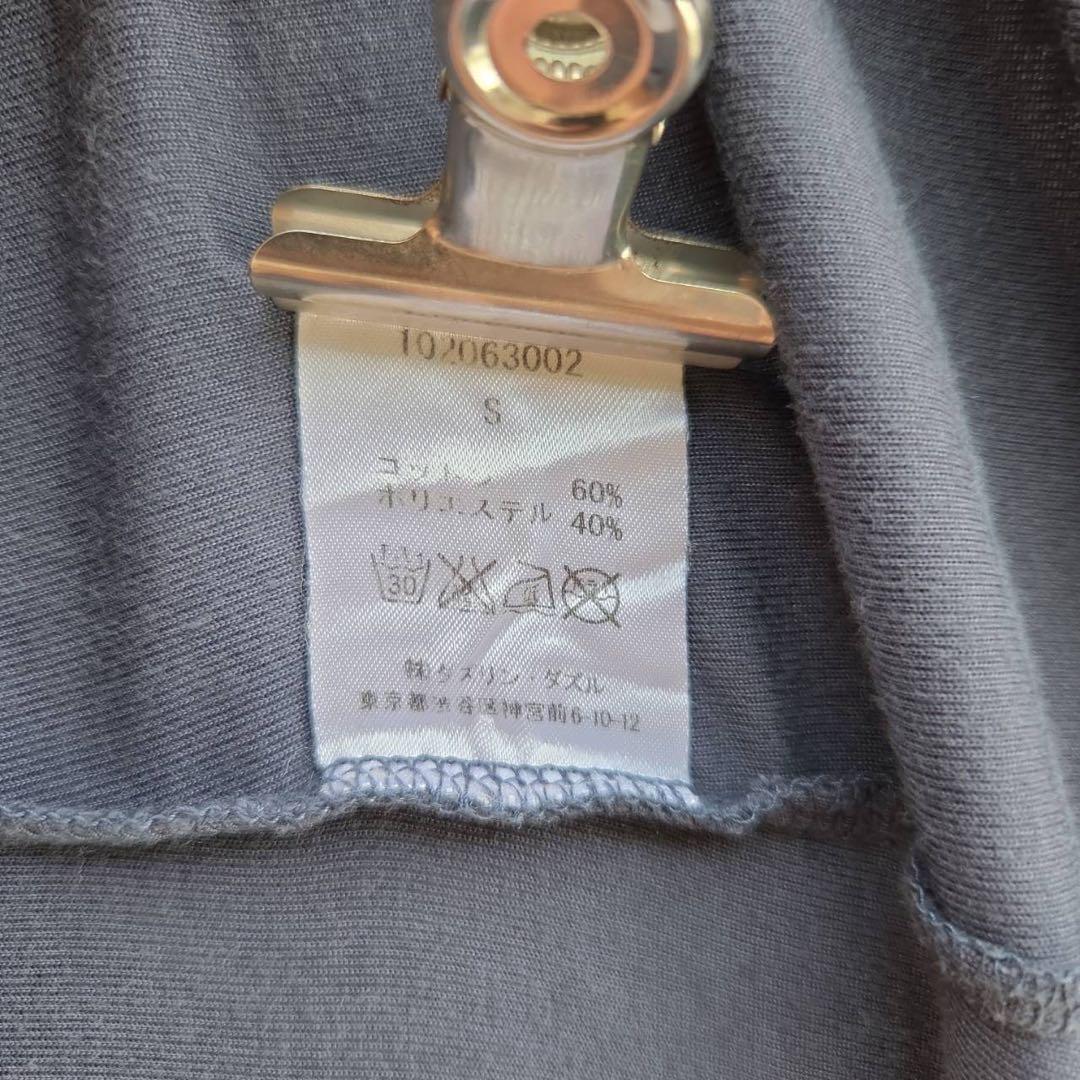 102063002
S
コットン 60%
ポリエステル 40%
30
(株)ダズリン・ダズル
東京都渋谷区神宮前6-10-12